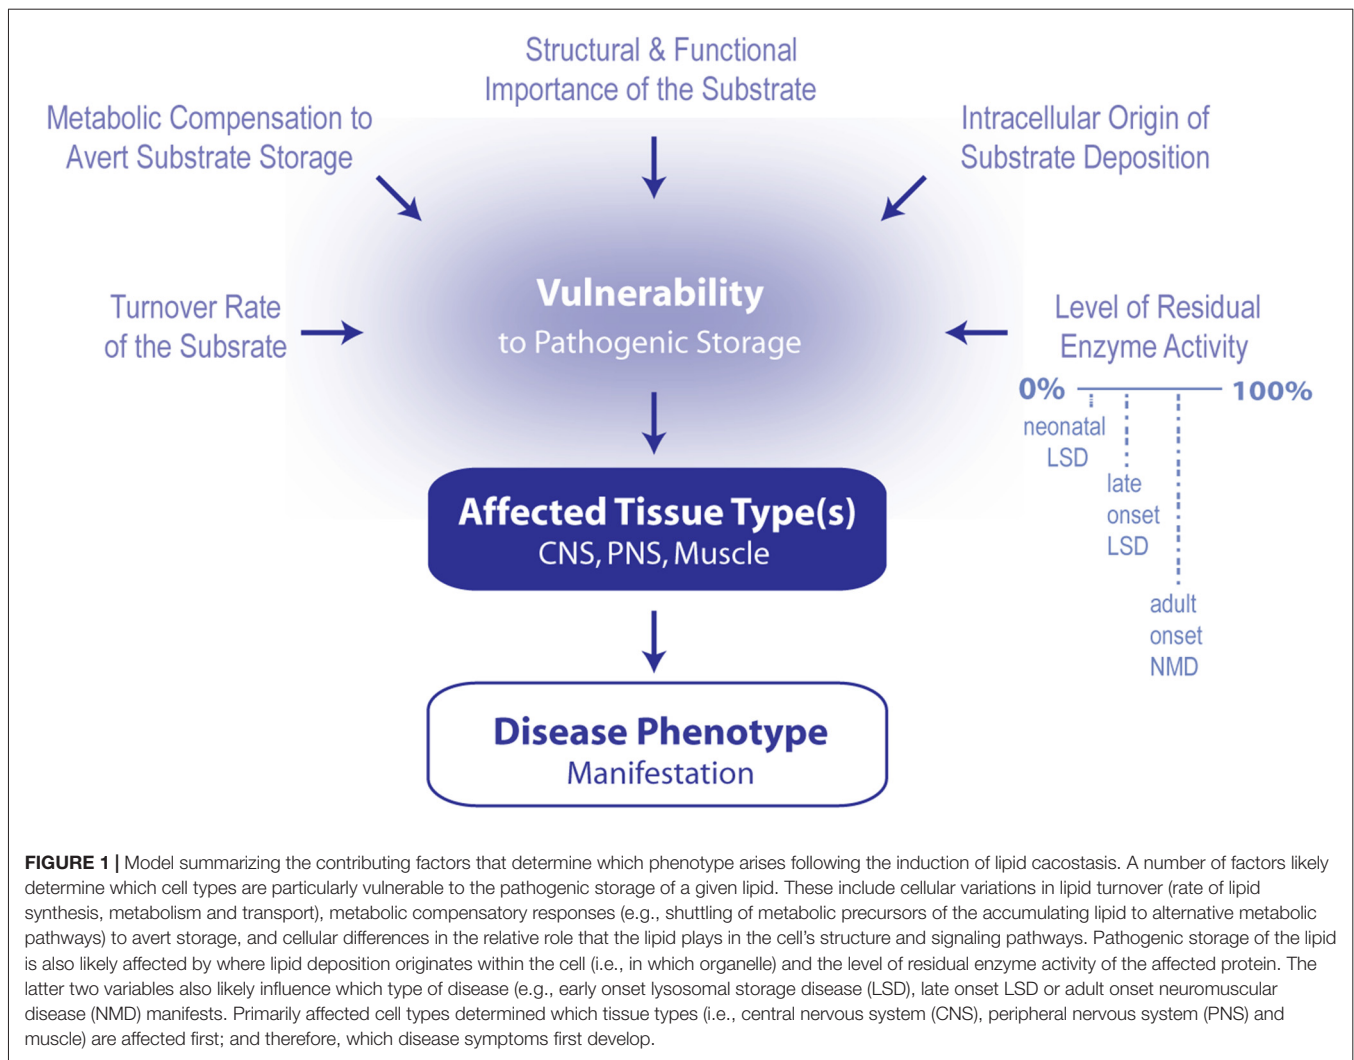 Structural & Functional
Importance of the Substrate
Metabolic Compensation to
Avert Substrate Storage
Intracellular Origin of
Substrate Deposition
Vulnerability
to Pathogenic Storage
Turnover Rate
of the Subsrate
Level of Residual
Enzyme Activity
0% 100%
neonatal
LSD
late
onset
LSD
adult
onset
NMD
Affected Tissue Type(s)
CNS, PNS, Muscle
Disease Phenotype
Manifestation
FIGURE 1 | Model summarizing the contributing factors that determine which phenotype arises following the induction of lipid cacostasis. A number of factors likely
determine which cell types are particularly vulnerable to the pathogenic storage of a given lipid. These include cellular variations in lipid turnover (rate of lipid
synthesis, metabolism and transport), metabolic compensatory responses (e.g., shuttling of metabolic precursors of the accumulating lipid to alternative metabolic
pathways) to avert storage, and cellular differences in the relative role that the lipid plays in the cell's structure and signaling pathways. Pathogenic storage of the lipid
is also likely affected by where lipid deposition originates within the cell (i.e., in which organelle) and the level of residual enzyme activity of the affected protein. The
latter two variables also likely influence which type of disease (e.g., early onset lysosomal storage disease (LSD), late onset LSD or adult onset neuromuscular
disease (NMD) manifests. Primarily affected cell types determined which tissue types (i.e., central nervous system (CNS), peripheral nervous system (PNS) and
muscle) are affected first; and therefore, which disease symptoms first develop.